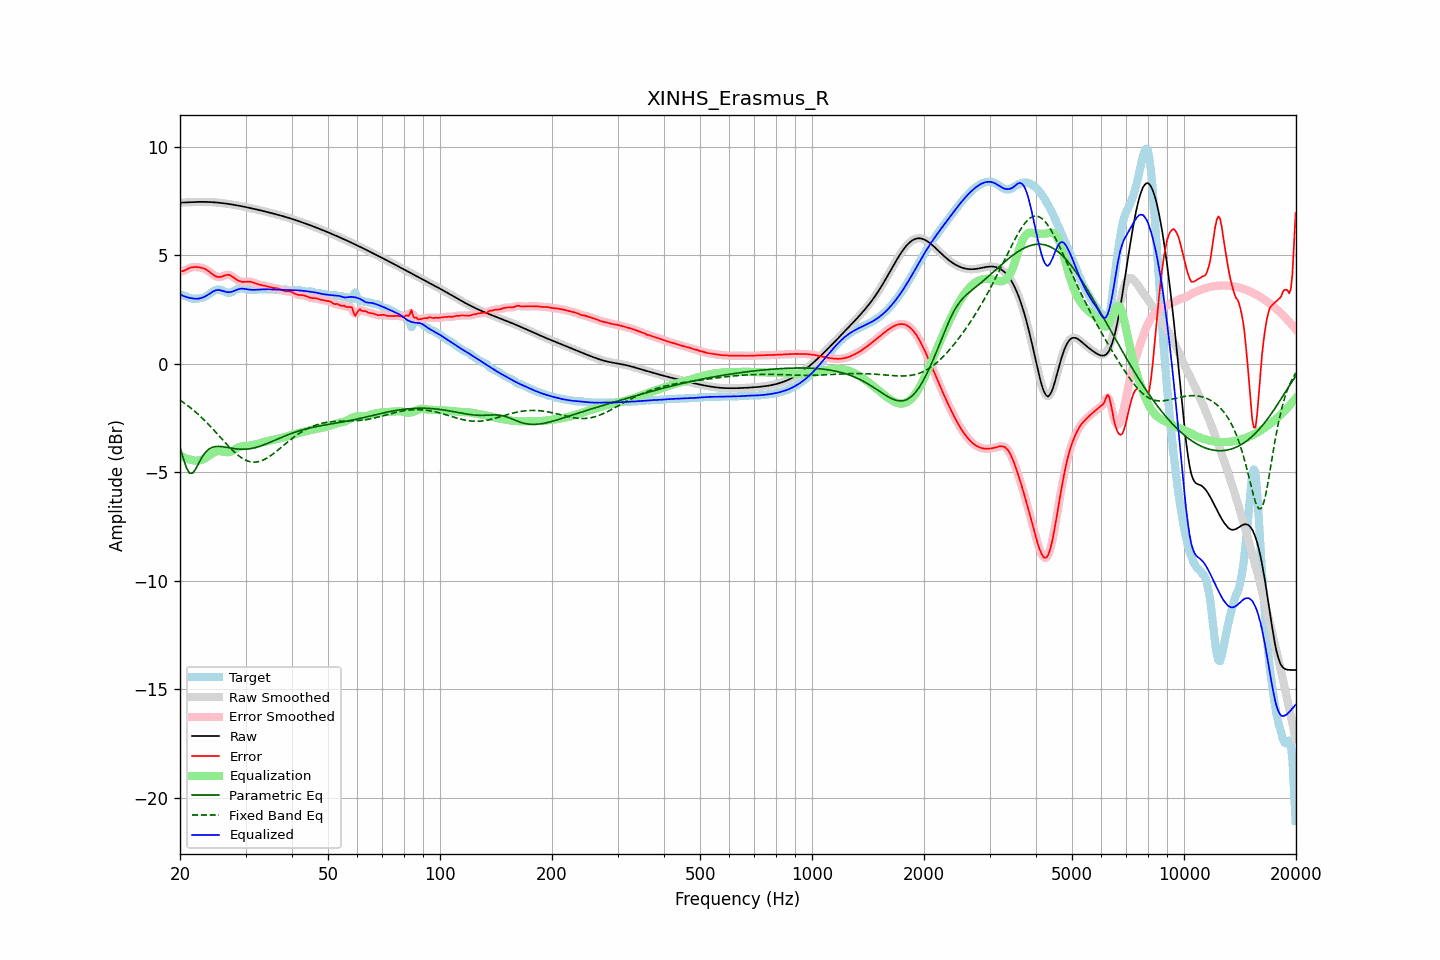 XINHS_Erasmus_R
Amplitude (dBr)
10
5
0
−5
−10
−15
−20
Target
Raw Smoothed
Error Smoothed
Raw
Error
Equalization
Parametric Eq
Fixed Band Eq
Equalized
20 50 100 200 500 1000 2000 5000 10000 20000
Frequency (Hz)